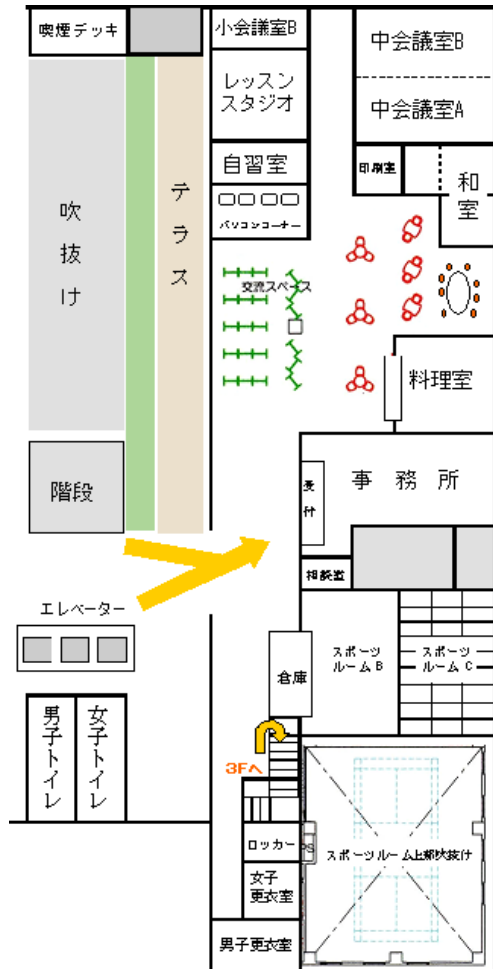 喫煙デッキ
小会議室B
中会議室B
レッスン
スタジオ
中会議室A
自習室
印刷室
和
室
パソコンコーナー
吹
抜
け
テ
ラ
ス
交流スペース
料理室
階段
事務所
受
付
相談室
エレベーター
スポーツ
ルームB
スポーツ
ルームC
倉庫
男子トイレ
女子トイレ
3Fへ
ロッカー
PS
スポーツルーム上部吹抜け
女子
更衣室
男子更衣室